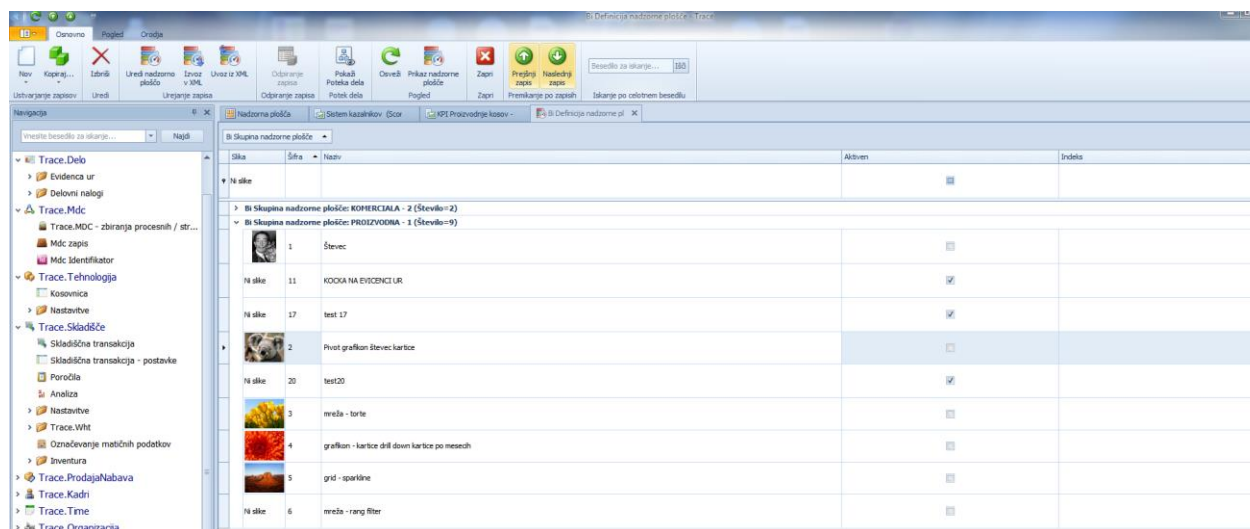 Bi Definicija nadzorne plošče - Trace
Osnovno Pogled Orodja
Nov Kopiraj... Izbriši Uredi nadzorno ploščo Izvoz v XML Uvoz iz XML Odpiranje zapisa Pokaži Poteka dela Osveži Prikaz nadzorne plošče Zapri Prejšnji zapis Naslednji zapis Besedilo za iskanje... Išči
Ustvarjanje zapisov Uredi Urejanje zapisa Odpiranje zapisa Potek dela Pogled Zapri Premikanje po zapisih Iskanje po celotnem besedilu
Navigacija
Vnesite besedilo za iskanje... Najdi
Trace.Delo
Evidenca ur
Delovni nalogi
Trace.Mdc
Trace.MDC - zbiranja procesnih / str...
Mdc zapis
Mdc Identifikator
Trace.Tehnologija
Kosovnica
Nastavitve
Trace.Skladišče
Skladiščna transakcija
Skladiščna transakcija - postavke
Poročila
Analiza
Nastavitve
Trace.Wht
Označevanje matičnih podatkov
Inventura
Trace.ProdajaNabava
Trace.Kadri
Trace.Time
Trace.Organizacija
Nadzorna plošča Sistem kazalnikov (Scor KPI Proizvodnje kosov - Bi Definicija nadzorne pl
Bi Skupina nadzorne plošče
Slika Šifra Naziv Aktiven Indeks
Ni slike
Bi Skupina nadzorne plošče: KOMERCIALA - 2 (Število=2)
Bi Skupina nadzorne plošče: PROIZVODNA - 1 (Število=9)
1 Števec
Ni slike 11 KOCKA NA EVICENCI UR
Ni slike 17 test 17
2 Pivot grafikon števec kartice
Ni slike 20 test20
3 mreža - torte
4 grafikon - kartice drill down kartice po mesecih
5 grid - sparkline
Ni slike 6 mreža - rang filter